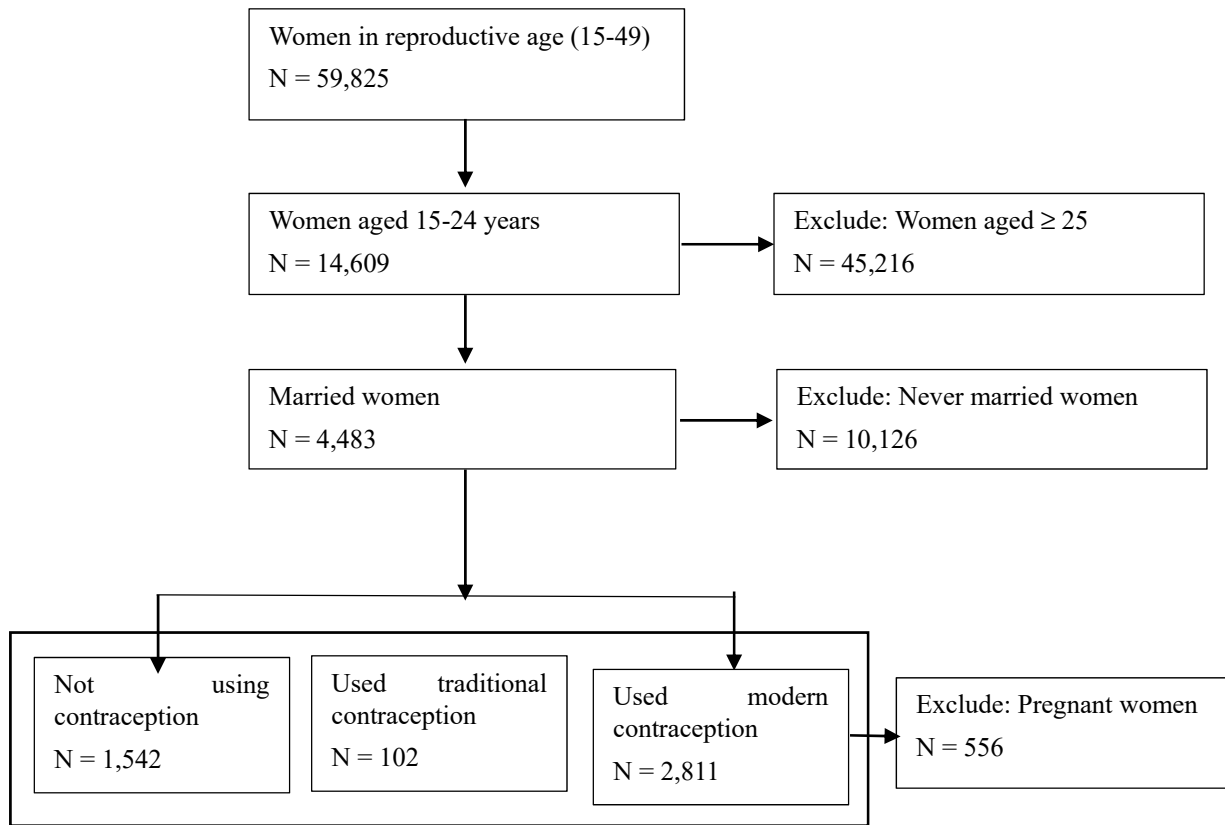 Women in reproductive age (15-49)
N = 59,825
Women aged 15-24 years
N = 14,609
Exclude: Women aged ≥ 25
N = 45,216
Married women
N = 4,483
Exclude: Never married women
N = 10,126
Not using
contraception
N = 1,542
Used traditional
contraception
N = 102
Used modern
contraception
N = 2,811
Exclude: Pregnant women
N = 556